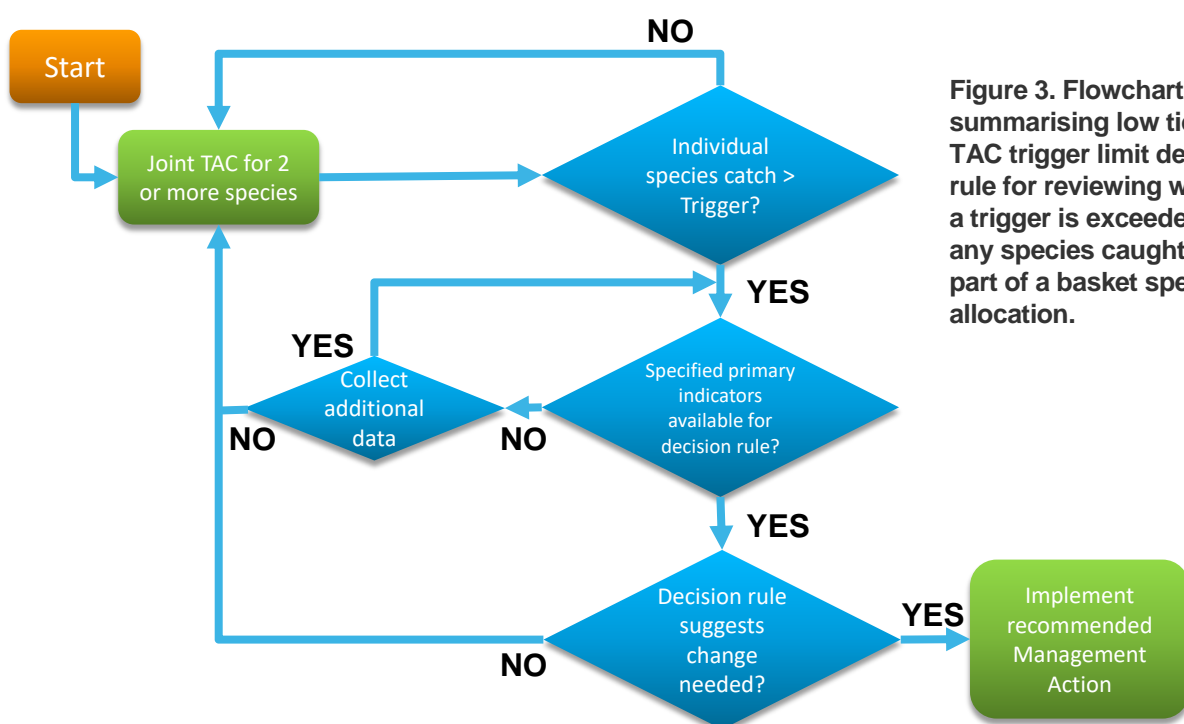 NO
Start
Figure 3. Flowchart
summarising low
TAC trigger limit
rule for reviewing
a trigger is
any species caught
part of a basket
allocation.
Joint TAC for 2
or more species
Individual
species catch >
Trigger?
YES
YES
Collect
additional
data
NO
NO
Specified primary
indicators
available for
decision rule?
YES
Decision rule
suggests
change
needed?
NO
YES
Implement
recommended
Management
Action